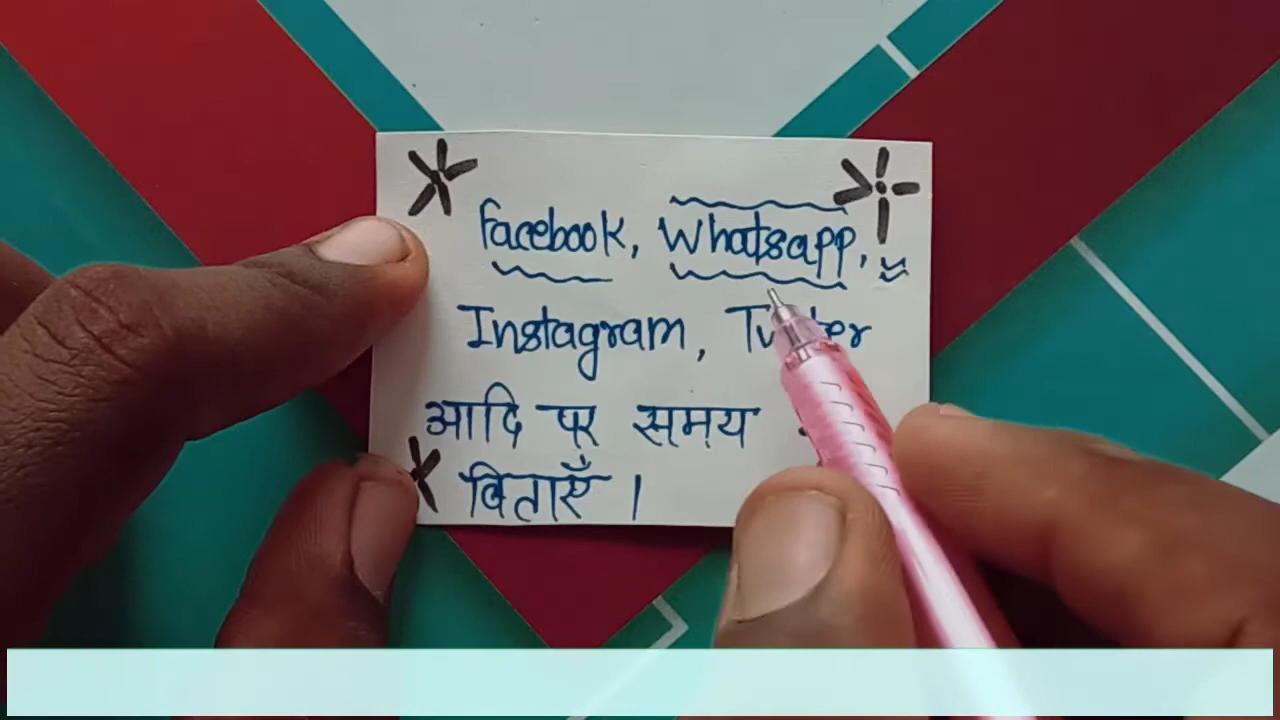 Facebook, Whatsapp,
Instagram,
आदि पर समय
बिताएँ ।